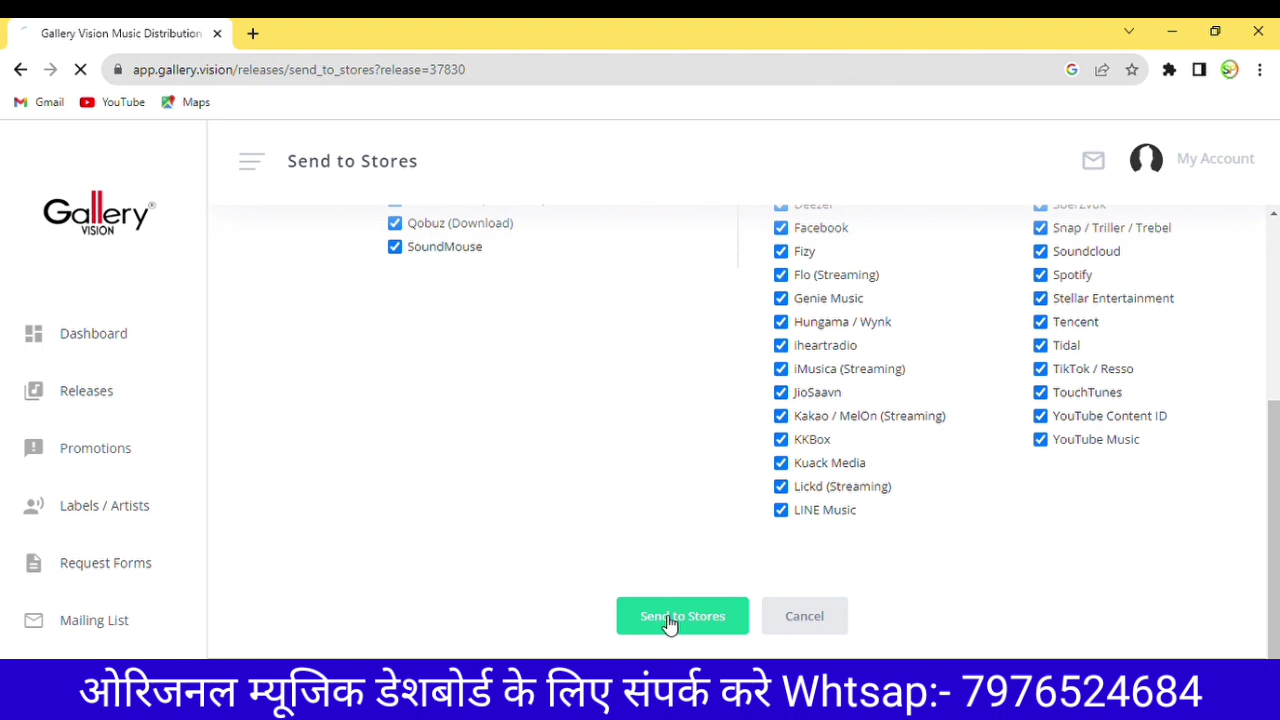 Gallery Vision Music Distribution
app.gallery.vision/releases/send_to_stores?release=37830
Gmail YouTube Maps
Gallery®
VISION
Send to Stores
My Account
Dashboard
Releases
Promotions
Labels / Artists
Request Forms
Mailing List
Qobuz (Download)
SoundMouse
Deezer
Facebook
Fizy
Flo (Streaming)
Genie Music
Hungama / Wynk
iheartradio
iMusica (Streaming)
JioSaavn
Kakao / MelOn (Streaming)
KKBox
Kuack Media
Lickd (Streaming)
LINE Music
Snap / Triller / Trebel
Soundcloud
Spotify
Stellar Entertainment
Tencent
Tidal
TikTok / Resso
TouchTunes
YouTube Content ID
YouTube Music
Send to Stores
Cancel
ओरिजनल म्यूजिक डेशबोर्ड के लिए संपर्क करे Whtsap:- 7976524684